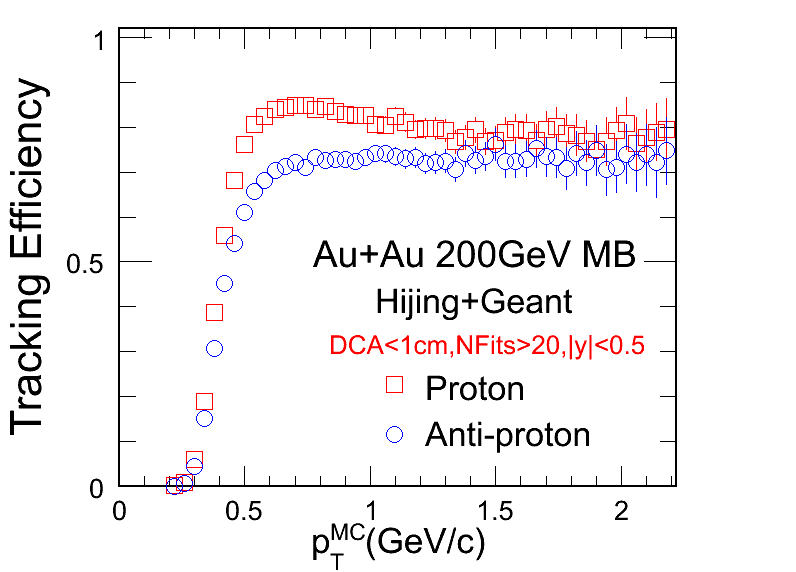 1
0.5
0
Tracking Efficiency
Au+Au 200GeV MB
Hijing+Geant
DCA<1cm,NFits>20,|y|<0.5
Proton
Anti-proton
0 0.5 1 1.5 2
p_T^MC(GeV/c)